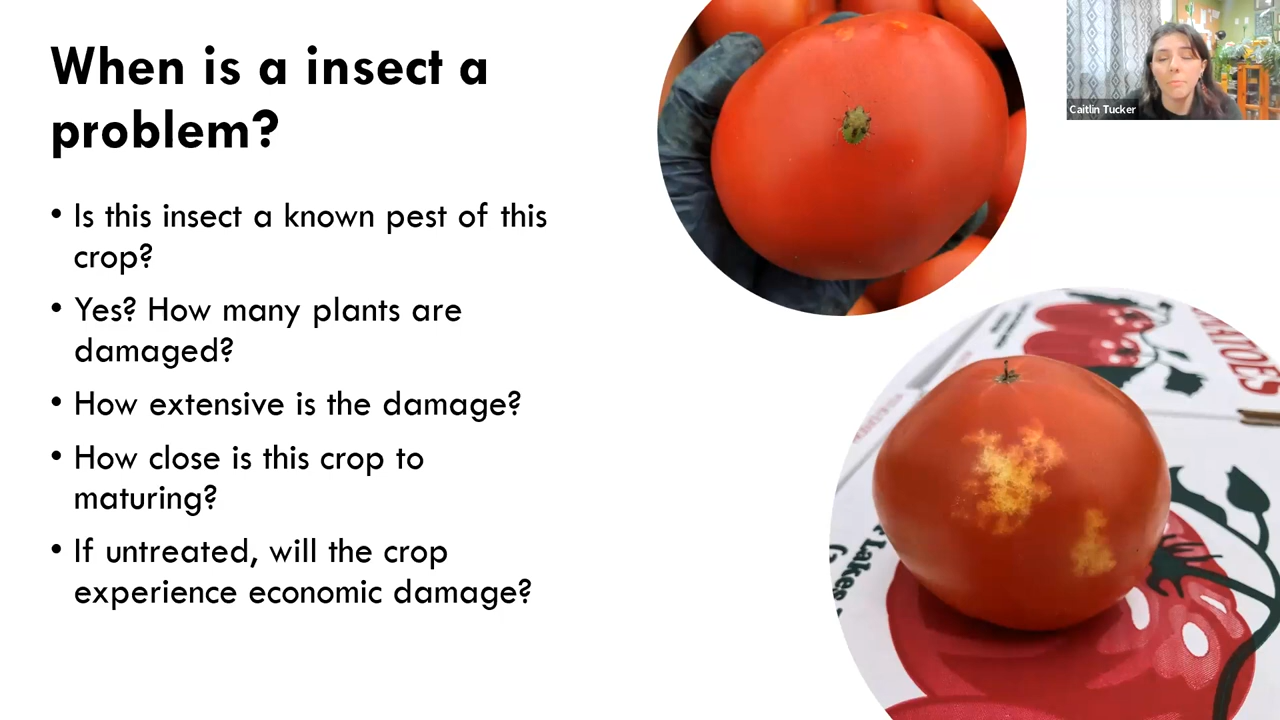 When is a insect a
problem?
• Is this insect a known pest of this
crop?
• Yes? How many plants are
damaged?
• How extensive is the damage?
• How close is this crop to
maturing?
• If untreated, will the crop
experience economic damage?
Caitlin Tucker